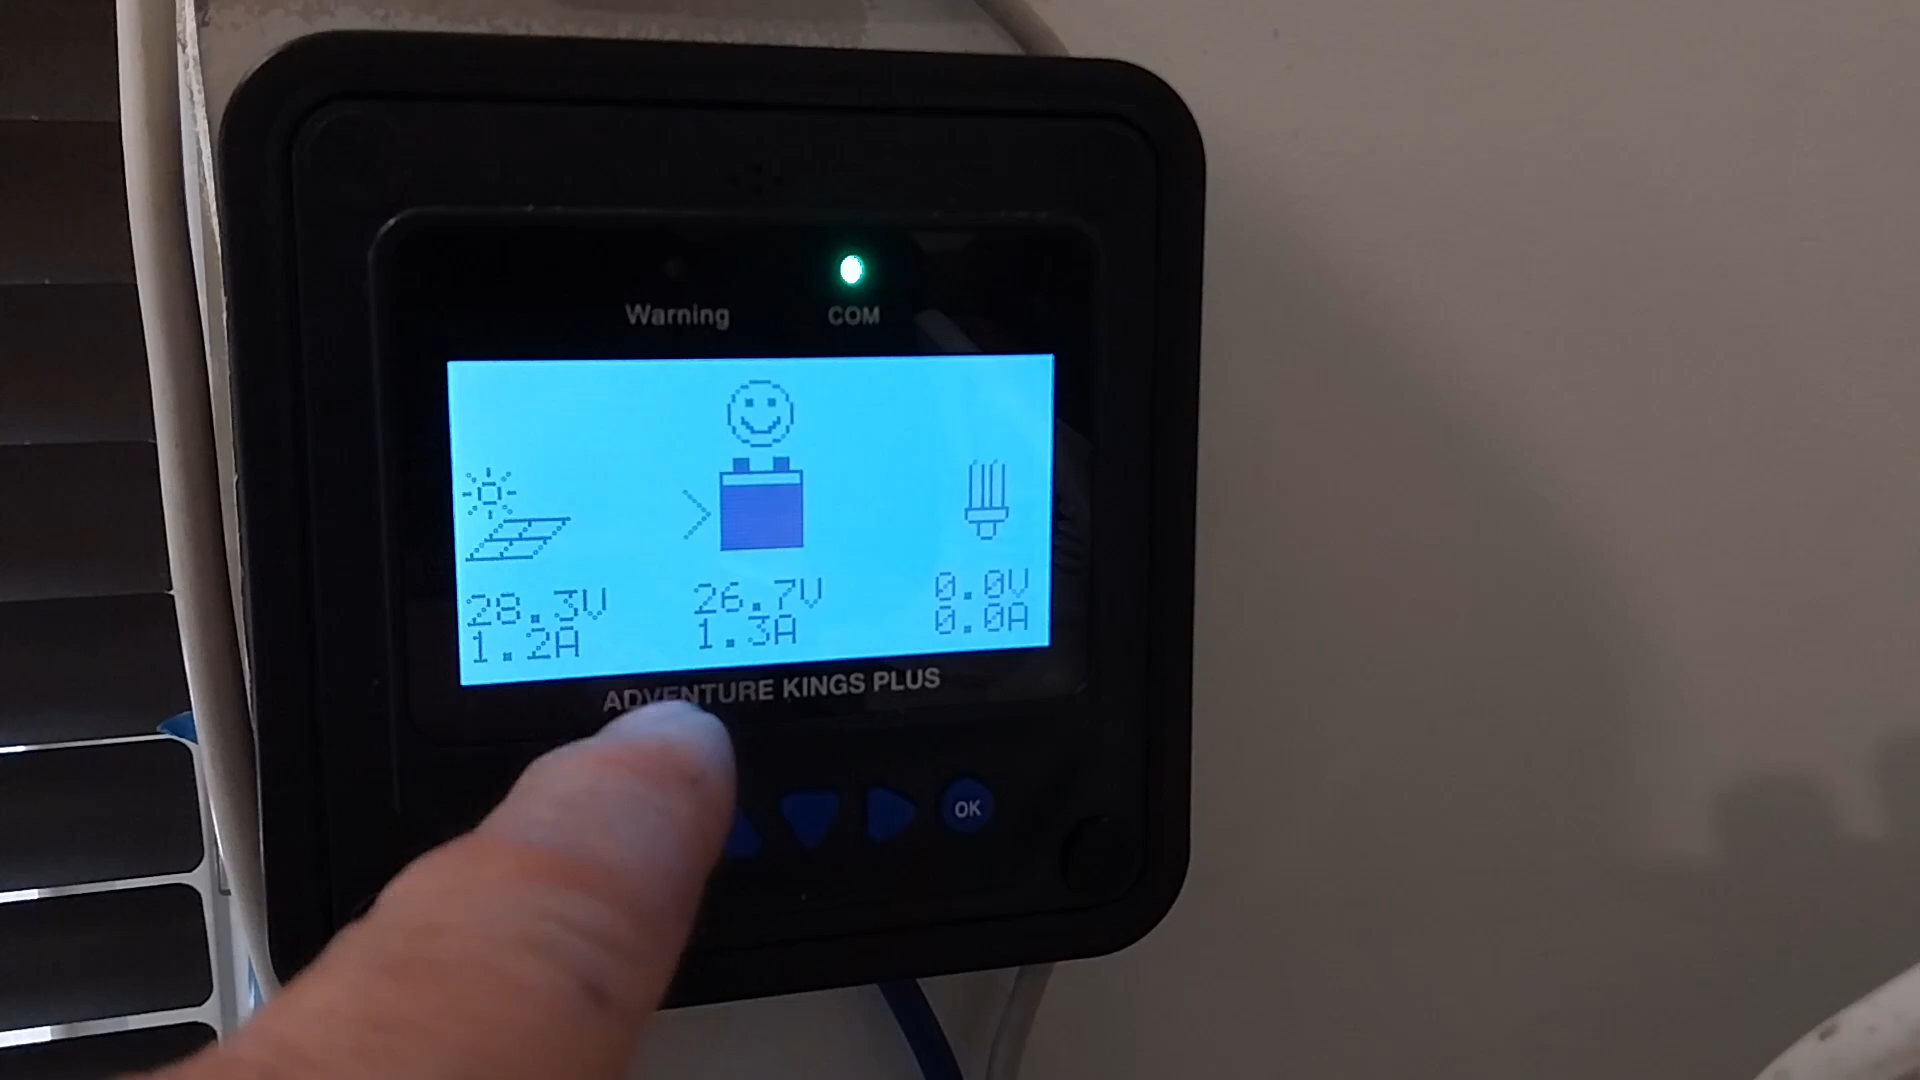 Warning COM
28.3V 26.7V 0.0V
1.2A 1.3A 0.0A
ADVENTURE KINGS PLUS
OK